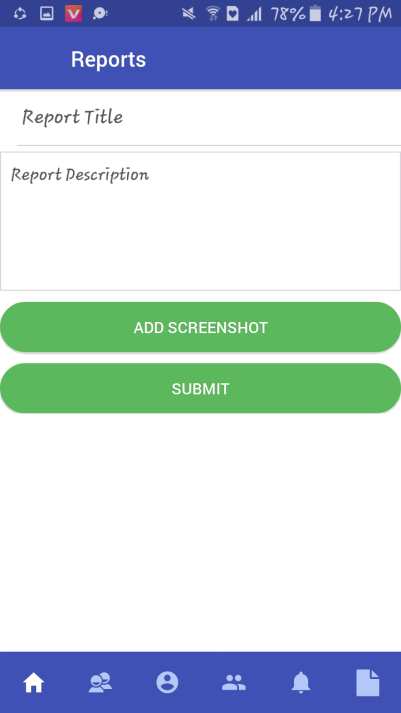 78% 4:27 PM
Reports
Report Title
Report Description
ADD SCREENSHOT
SUBMIT